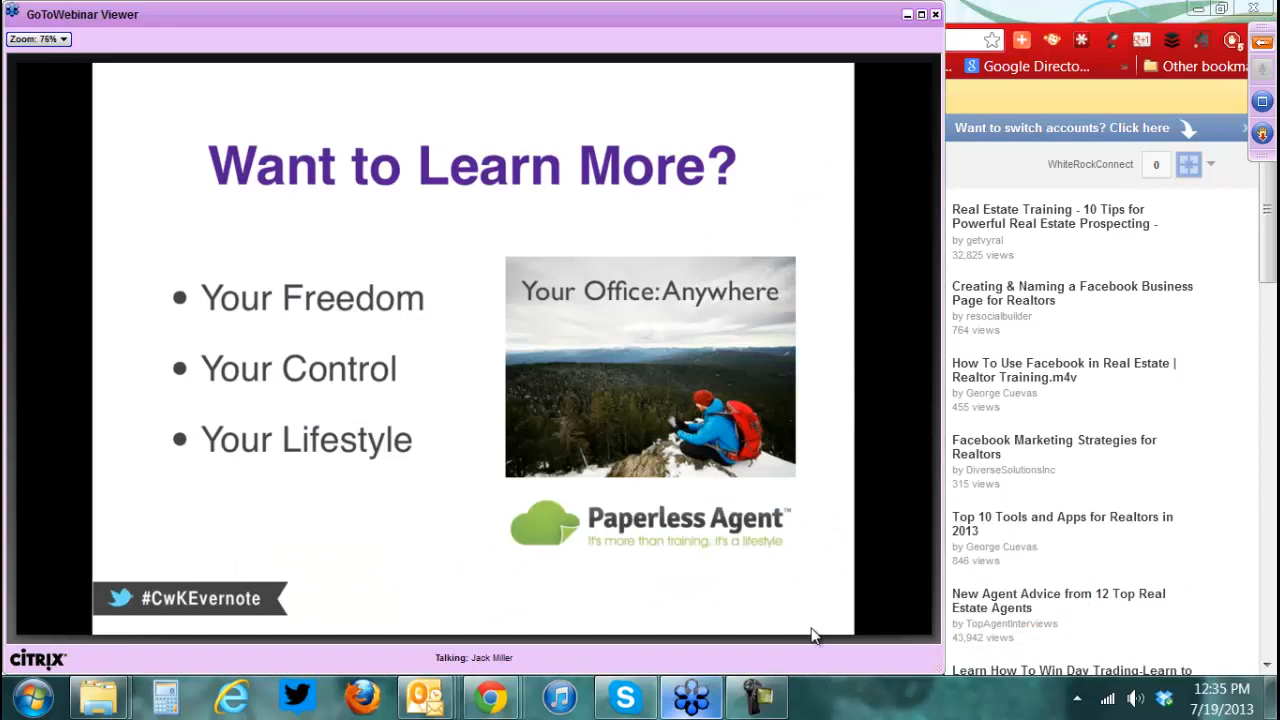 GoToWebinar Viewer
Zoom: 76%
Want to Learn More?
• Your Freedom
• Your Control
• Your Lifestyle
Your Office:Anywhere
Paperless Agent™
It's more than training, it's a lifestyle
#CwKEvernote
CITRIX®
Talking: Jack Miller
Google Directo...
Other bookma
Want to switch accounts? Click here
WhiteRockConnect 0
Real Estate Training - 10 Tips for
Powerful Real Estate Prospecting -
by getvyral
32,825 views
Creating & Naming a Facebook Business
Page for Realtors
by resocialbuilder
764 views
How To Use Facebook in Real Estate |
Realtor Training.m4v
by George Cuevas
455 views
Facebook Marketing Strategies for
Realtors
by DiverseSolutionsInc
315 views
Top 10 Tools and Apps for Realtors in
2013
by George Cuevas
846 views
New Agent Advice from 12 Top Real
Estate Agents
by TopAgentInterviews
43,942 views
Learn How To Win Day Trading-Learn to
12:35 PM
7/19/2013